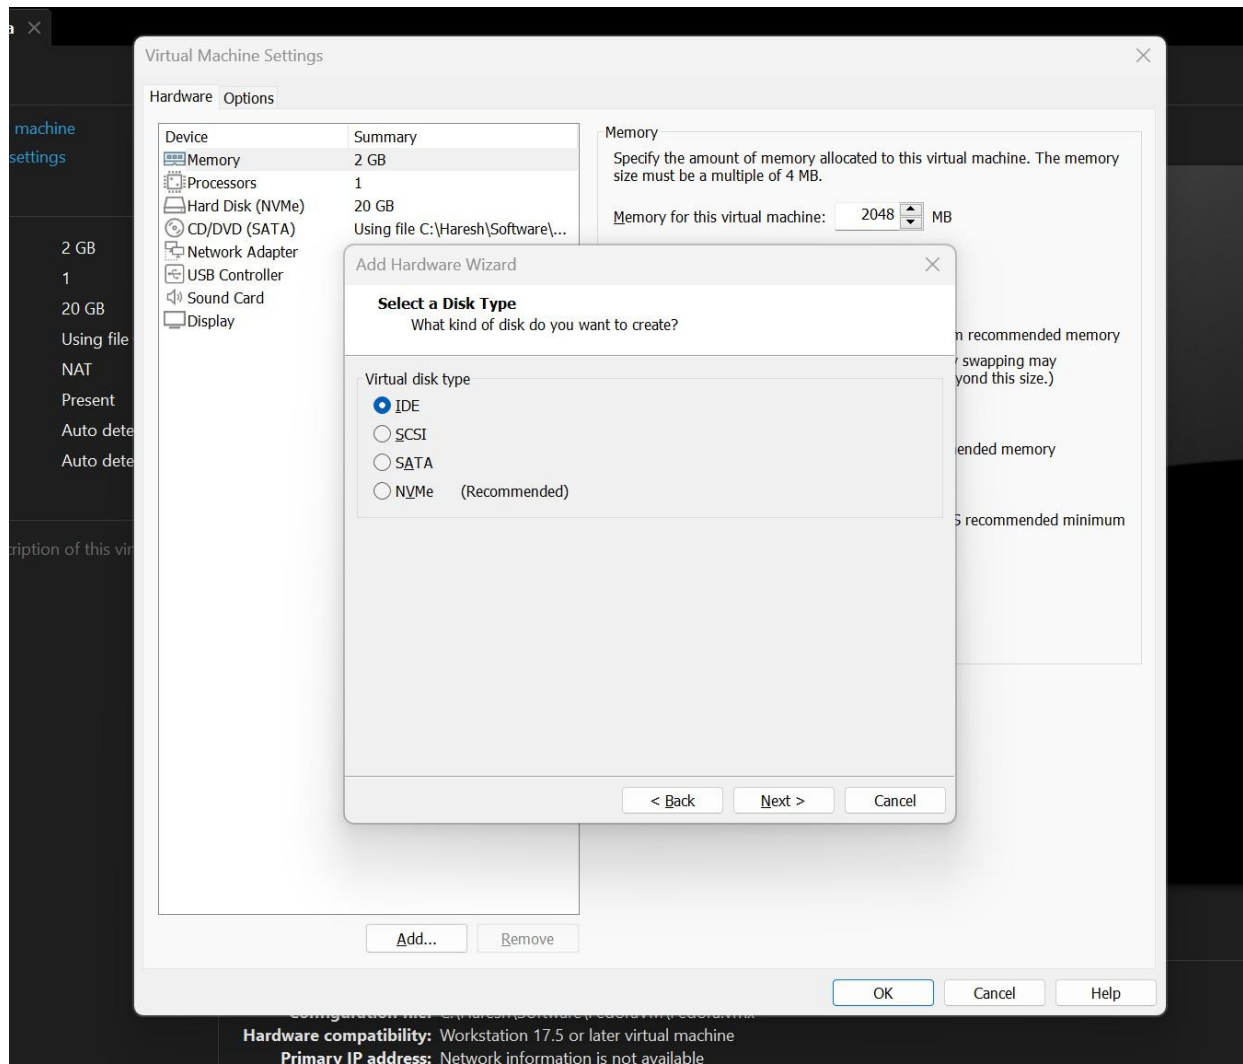 Virtual Machine Settings
Hardware Options
machine
settings
Device Summary
Memory 2 GB
Processors 1
Hard Disk (NVMe) 20 GB
CD/DVD (SATA) Using file C:\Haresh\Software\...
Network Adapter
USB Controller
Sound Card
Display
Memory
Specify the amount of memory allocated to this virtual machine. The memory
size must be a multiple of 4 MB.
Memory for this virtual machine: 2048 MB
2 GB
1
20 GB
Using file
NAT
Present
Auto dete
Auto dete
of this
Add Hardware Wizard
Select a Disk Type
What kind of disk do you want to create?
Virtual disk type
IDE
SCSI
SATA
NVMe (Recommended)
< Back Next > Cancel
recommended memory
swapping may
this size.)
memory
recommended minimum
Add... Remove
OK Cancel Help
Hardware compatibility: Workstation 17.5 or later virtual machine
Primary IP address: Network information is not available